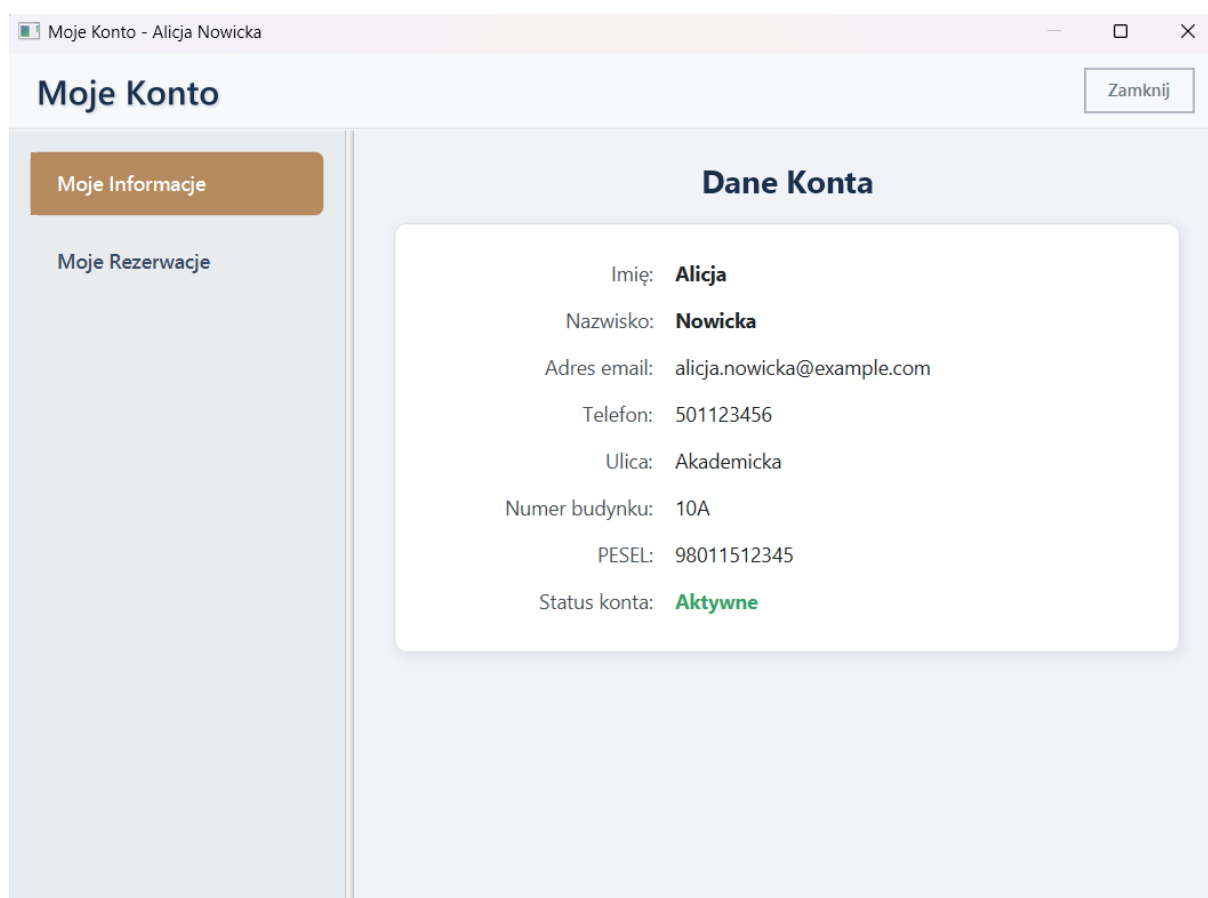 Moje Konto - Alicja Nowicka
Moje Konto
Zamknij
Moje Informacje
Moje Rezerwacje
Dane Konta
Imię: Alicja
Nazwisko: Nowicka
Adres email: alicja.nowicka@example.com
Telefon: 501123456
Ulica: Akademicka
Numer budynku: 10A
PESEL: 98011512345
Status konta: Aktywne